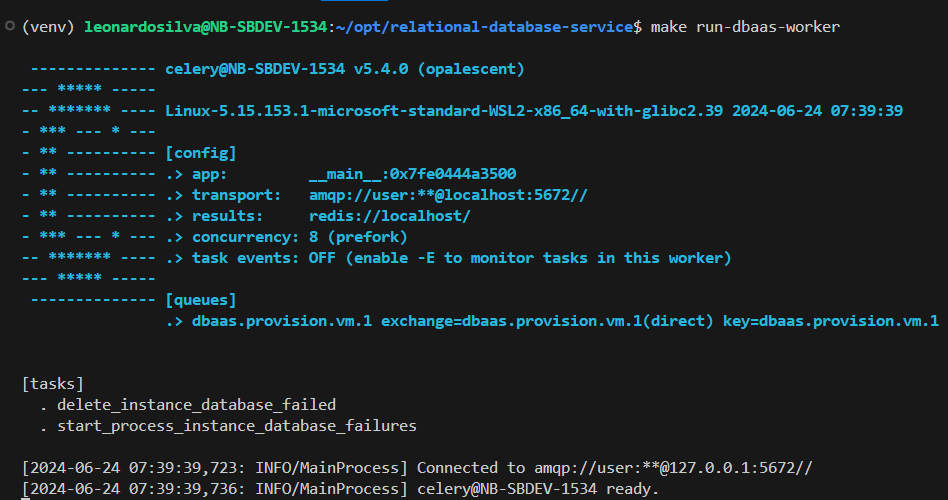 (venv) leonardosilva@NB-SBDEV-1534:~/opt/relational-database-service$ make run-dbaas-worker
-------------- celery@NB-SBDEV-1534 v5.4.0 (opalescent)
--- ***** -----
-- ******* ---- Linux-5.15.153.1-microsoft-standard-WSL2-x86_64-with-glibc2.39 2024-06-24 07:39:39
- *** --- * ---
- ** ---------- [config]
- ** ---------- .> app:         __main__:0x7fe0444a3500
- ** ---------- .> transport:   amqp://user:**@localhost:5672//
- ** ---------- .> results:     redis://localhost/
- *** --- * --- .> concurrency: 8 (prefork)
-- ******* ---- .> task events: OFF (enable -E to monitor tasks in this worker)
--- ***** -----
-------------- [queues]
.> dbaas.provision.vm.1 exchange=dbaas.provision.vm.1(direct) key=dbaas.provision.vm.1
[tasks]
. delete_instance_database_failed
. start_process_instance_database_failures
[2024-06-24 07:39:39,723: INFO/MainProcess] Connected to amqp://user:**@127.0.0.1:5672//
[2024-06-24 07:39:39,736: INFO/MainProcess] celery@NB-SBDEV-1534 ready.